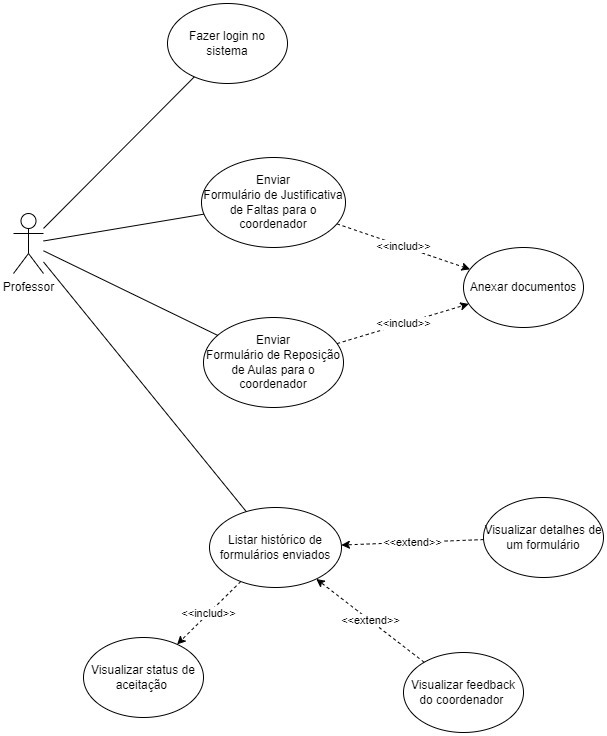 Fazer login no
sistema
Enviar
Formulário de Justificativa
de Faltas para o
coordenador
<<includ>>
Professor
Anexar documentos
<<includ>>
Enviar
Formulário de Reposição
de Aulas para o
coordenador
Listar histórico de
formulários enviados
<<extend>>
Visualizar detalhes de
um formulário
<<includ>>
<<extend>>
Visualizar status de
aceitação
Visualizar feedback
do coordenador